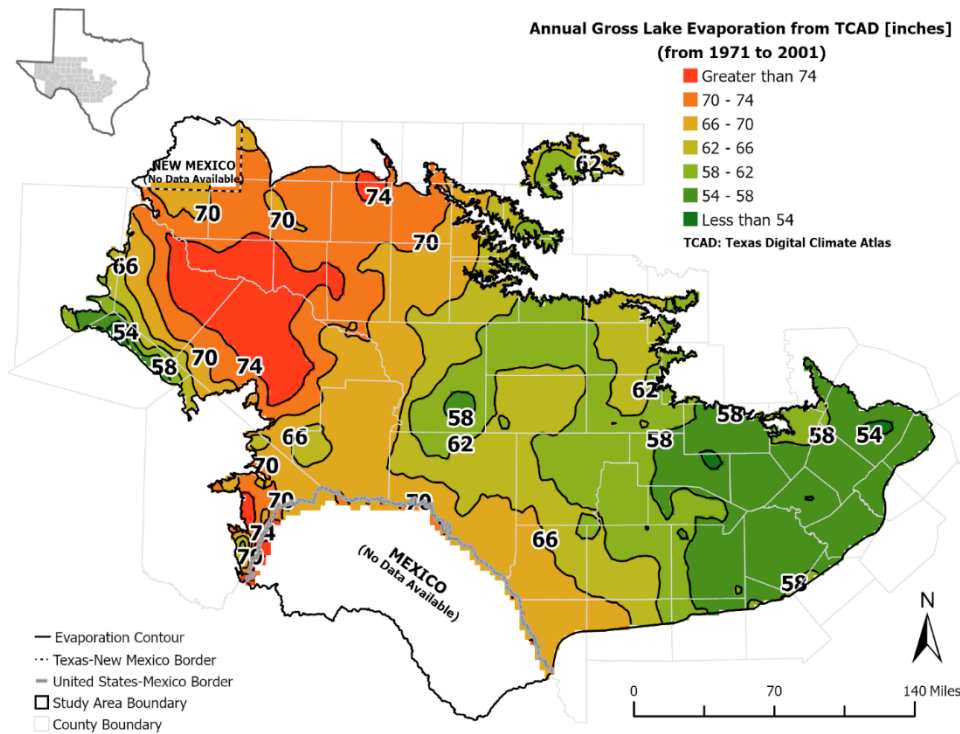 Annual Gross Lake Evaporation from TCAD [inches]
(from 1971 to 2001)
Greater than 74
70 - 74
66 - 70
62 - 66
58 - 62
54 - 58
Less than 54
TCAD: Texas Digital Climate Atlas
NEW MEXICO
(No Data Available)
62
74
70
70
70
66
54
58
70
74
62
58
62
58
58
58
54
66
70
70
70
74
70
66
58
MEXICO
(No Data Available)
N
Evaporation Contour
Texas-New Mexico Border
United States-Mexico Border
Study Area Boundary
County Boundary
0 70 140 Miles